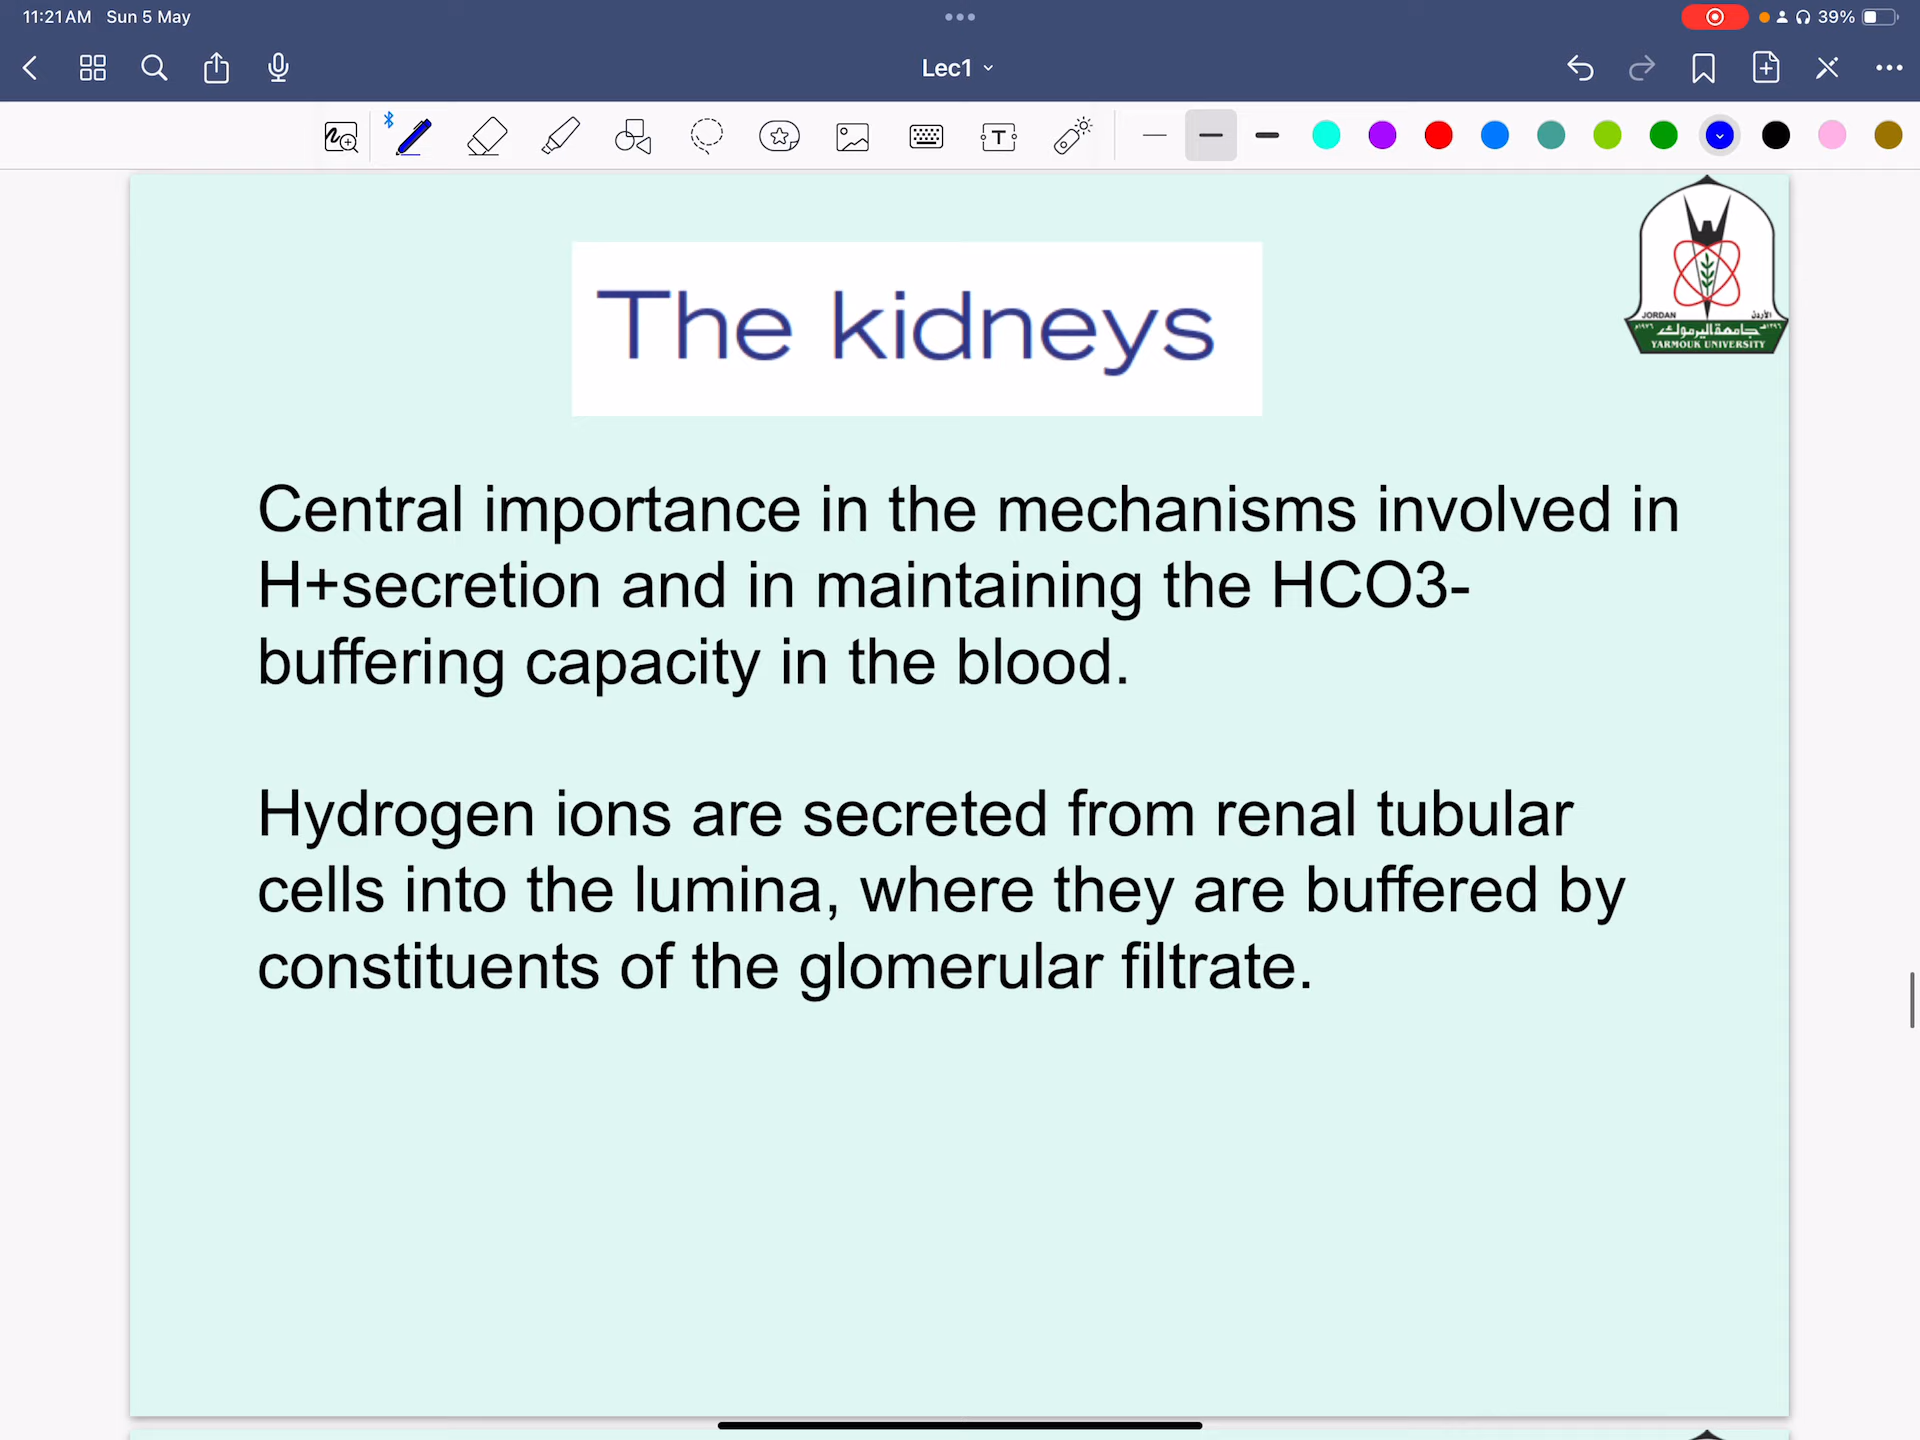 11:21 AM Sun 5 May
39%
Lec1
The kidneys
JORDAN الأردن
جامعة اليرموك
YARMOUK UNIVERSITY
Central importance in the mechanisms involved in
H+secretion and in maintaining the HCO3-
buffering capacity in the blood.
Hydrogen ions are secreted from renal tubular
cells into the lumina, where they are buffered by
constituents of the glomerular filtrate.